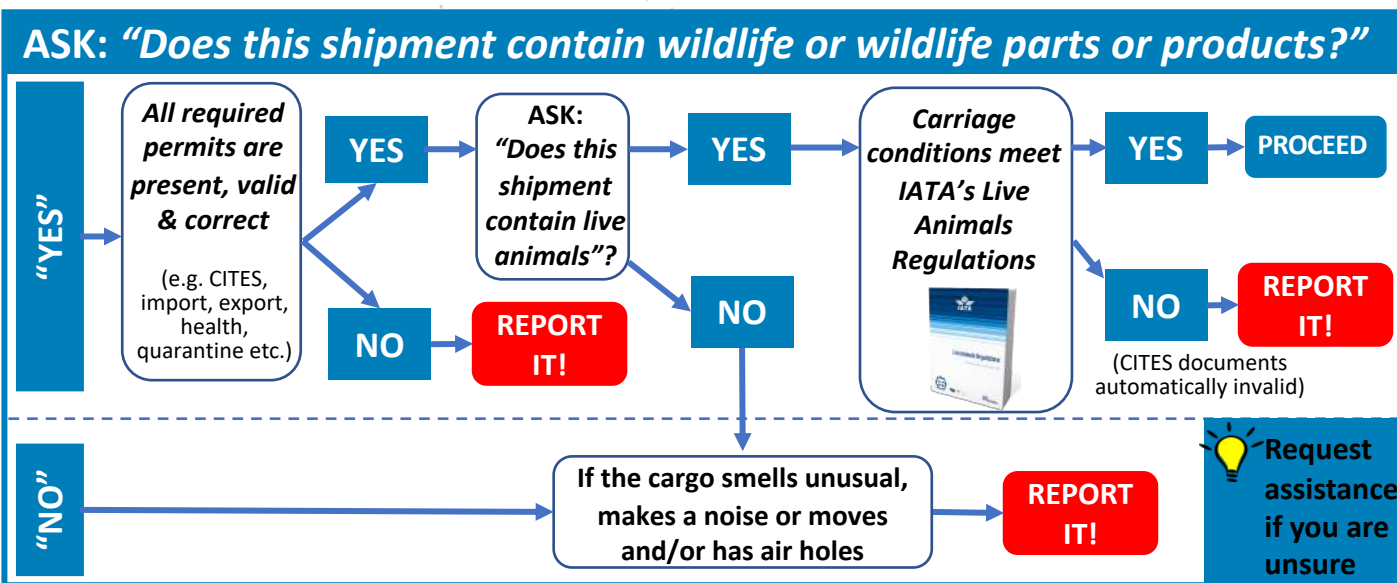 ASK: “Does this shipment contain wildlife or wildlife parts or products?”
“YES”
All required
permits are
present, valid
& correct
(e.g. CITES,
import, export,
health,
quarantine etc.)
YES
NO
REPORT
IT!
ASK:
“Does this
shipment
contain live
animals”?
YES
NO
Carriage
conditions meet
IATA’s Live
Animals
Regulations
IATA
Live Animals Regulations
YES
PROCEED
NO
(CITES documents
automatically invalid)
REPORT
IT!
“NO”
If the cargo smells unusual,
makes a noise or moves
and/or has air holes
REPORT
IT!
Request
assistance
if you are
unsure